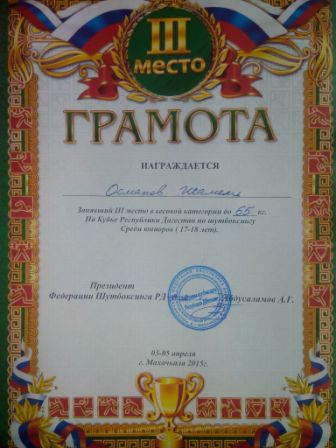 III
МЕСТО
ГРАМОТА
НАГРАЖДАЕТСЯ
Османов Шамиль
Занявший III место в весовой категории до 65 кг.
На Кубке Республики Дагестан по шутбоксингу
Среди юниоров ( 17-18 лет).
Президент
Федерации Шутбоксинга РД Абдусаламов А.Г.
03-05 апреля
г. Махачкала 2015г.